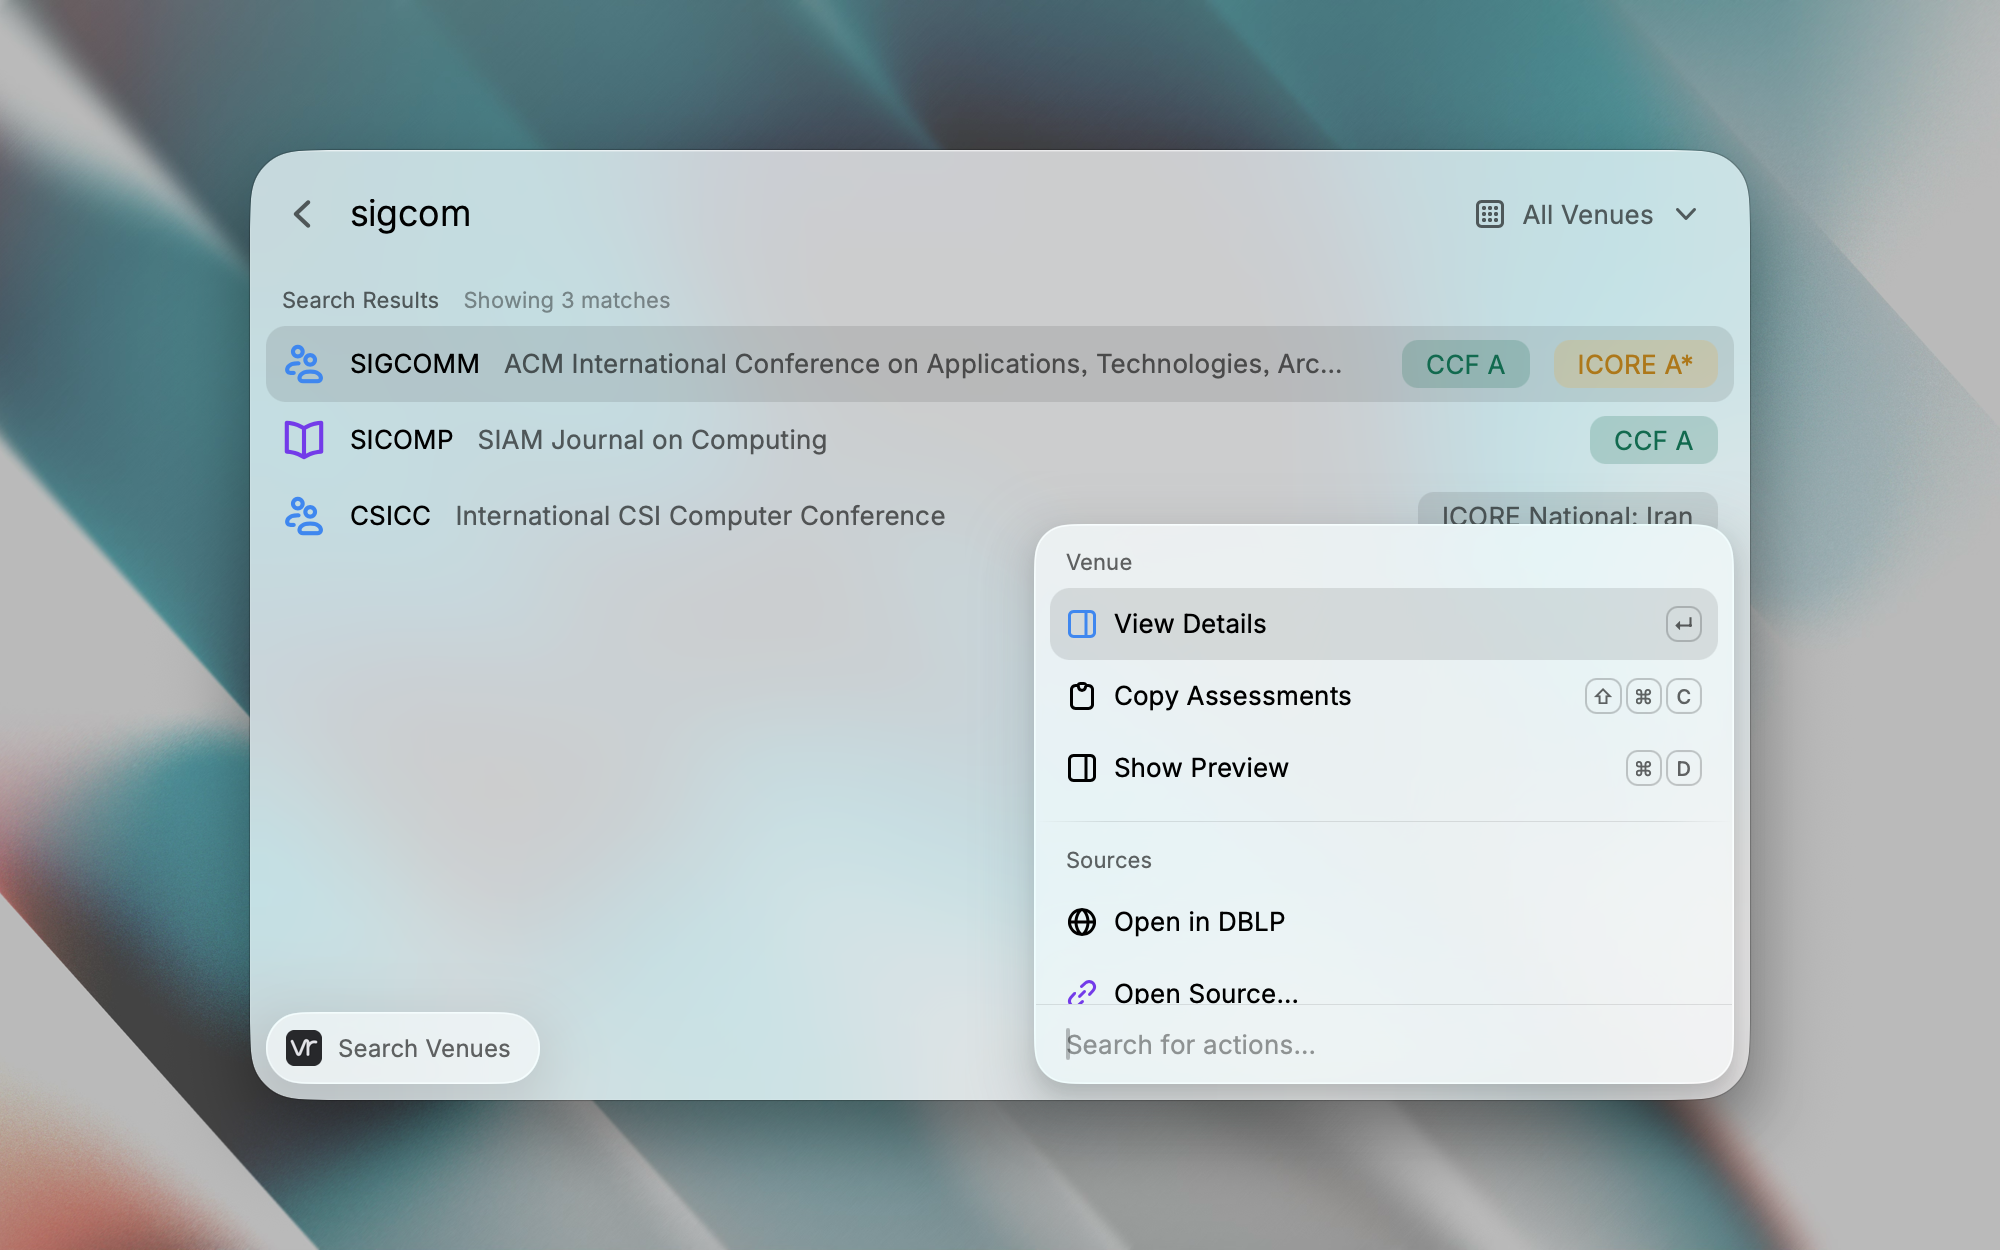 sigcom
All Venues
Search Results Showing 3 matches
SIGCOMM ACM International Conference on Applications, Technologies, Arc... CCF A ICORE A*
SICOMP SIAM Journal on Computing CCF A
CSICC International CSI Computer Conference ICORE National: Iran
Venue
View Details ↵
Copy Assessments ⇧ ⌘ C
Show Preview ⌘ D
Sources
Open in DBLP
Open Source...
Search for actions...
vr Search Venues